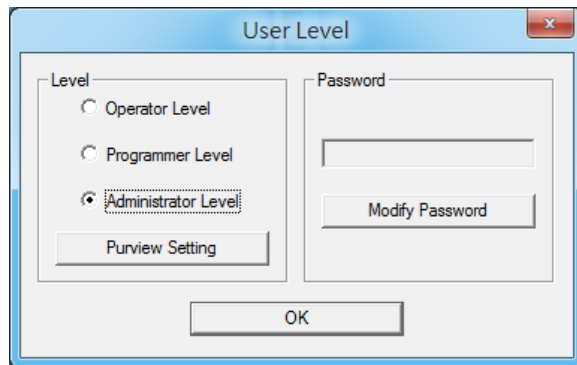 User Level
Level
Operator Level
Programmer Level
Administrator Level
Purview Setting
Password
Modify Password
OK